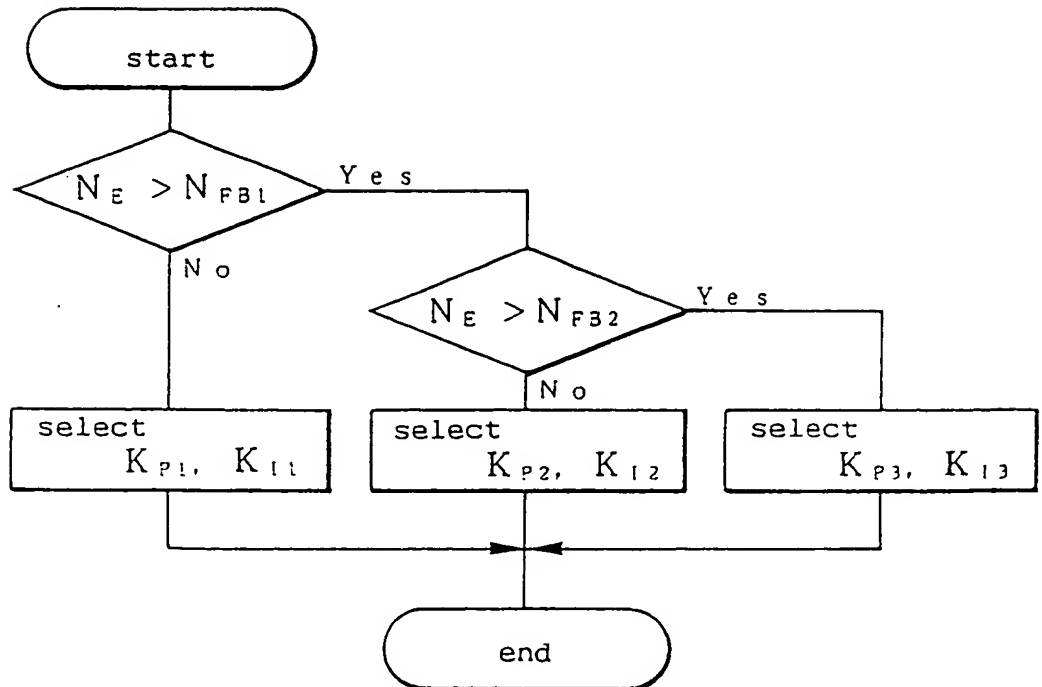 start
N_E > N_FB1
Yes
No
N_E > N_FB2
Yes
No
select
K_P1, K_I1
select
K_P2, K_I2
select
K_P3, K_I3
end